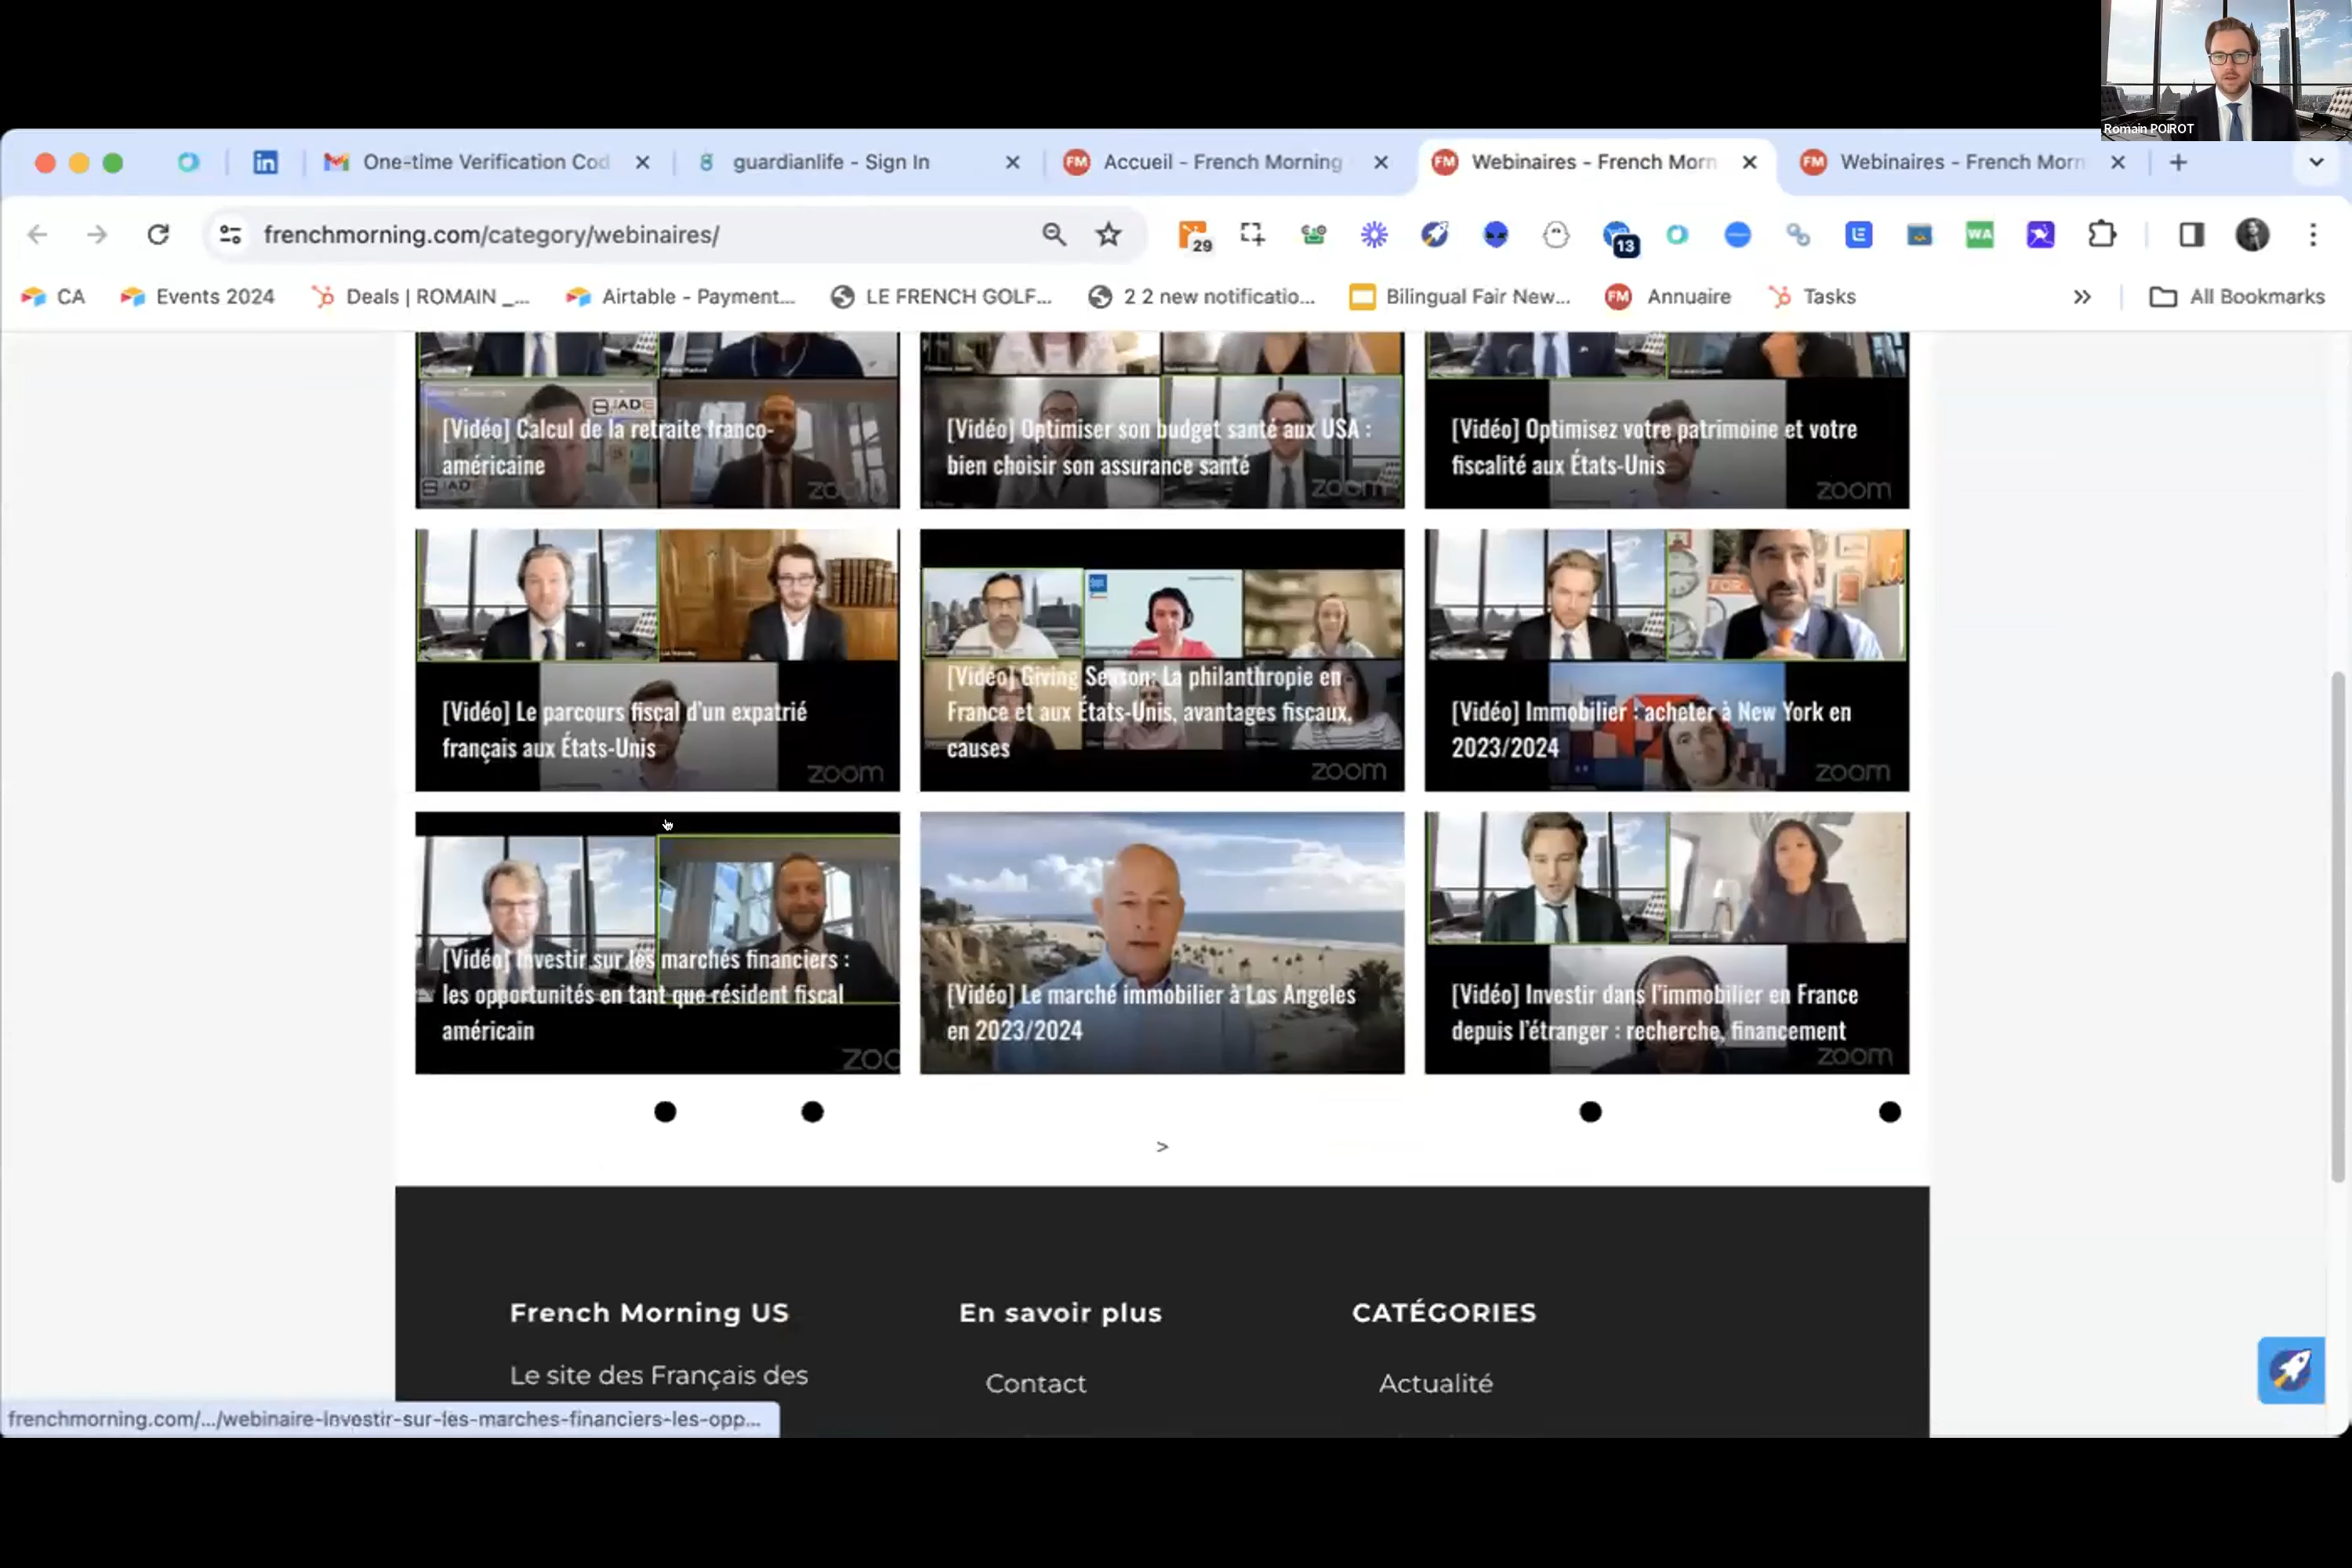 Romain POIROT
One-time Verification Cod
guardianlife - Sign In
Accueil - French Morning
Webinaires - French Morn
Webinaires - French Morn
frenchmorning.com/category/webinaires/
29
13
WA
CA
Events 2024
Deals | ROMAIN _...
Airtable - Payment...
LE FRENCH GOLF...
2 2 new notificatio...
Bilingual Fair New...
FM
Annuaire
Tasks
All Bookmarks
[Vidéo] Calcul de la retraite franco-
américaine
[Vidéo] Optimiser son budget santé aux USA :
bien choisir son assurance santé
zoom
[Vidéo] Optimisez votre patrimoine et votre
fiscalité aux États-Unis
zoom
[Vidéo] Le parcours fiscal d'un expatrié
français aux États-Unis
zoom
[Vidéo] Giving Season: La philanthropie en
France et aux États-Unis, avantages fiscaux,
causes
zoom
FOR
[Vidéo] Immobilier : acheter à New York en
2023/2024
zoom
[Vidéo] Investir sur les marchés financiers :
les opportunités en tant que résident fiscal
américain
ZOO
[Vidéo] Le marché immobilier à Los Angeles
en 2023/2024
[Vidéo] Investir dans l'immobilier en France
depuis l'étranger : recherche, financement
zoom
>
French Morning US
Le site des Français des
En savoir plus
Contact
CATÉGORIES
Actualité
frenchmorning.com/.../webinaire-investir-sur-les-marches-financiers-les-opp...